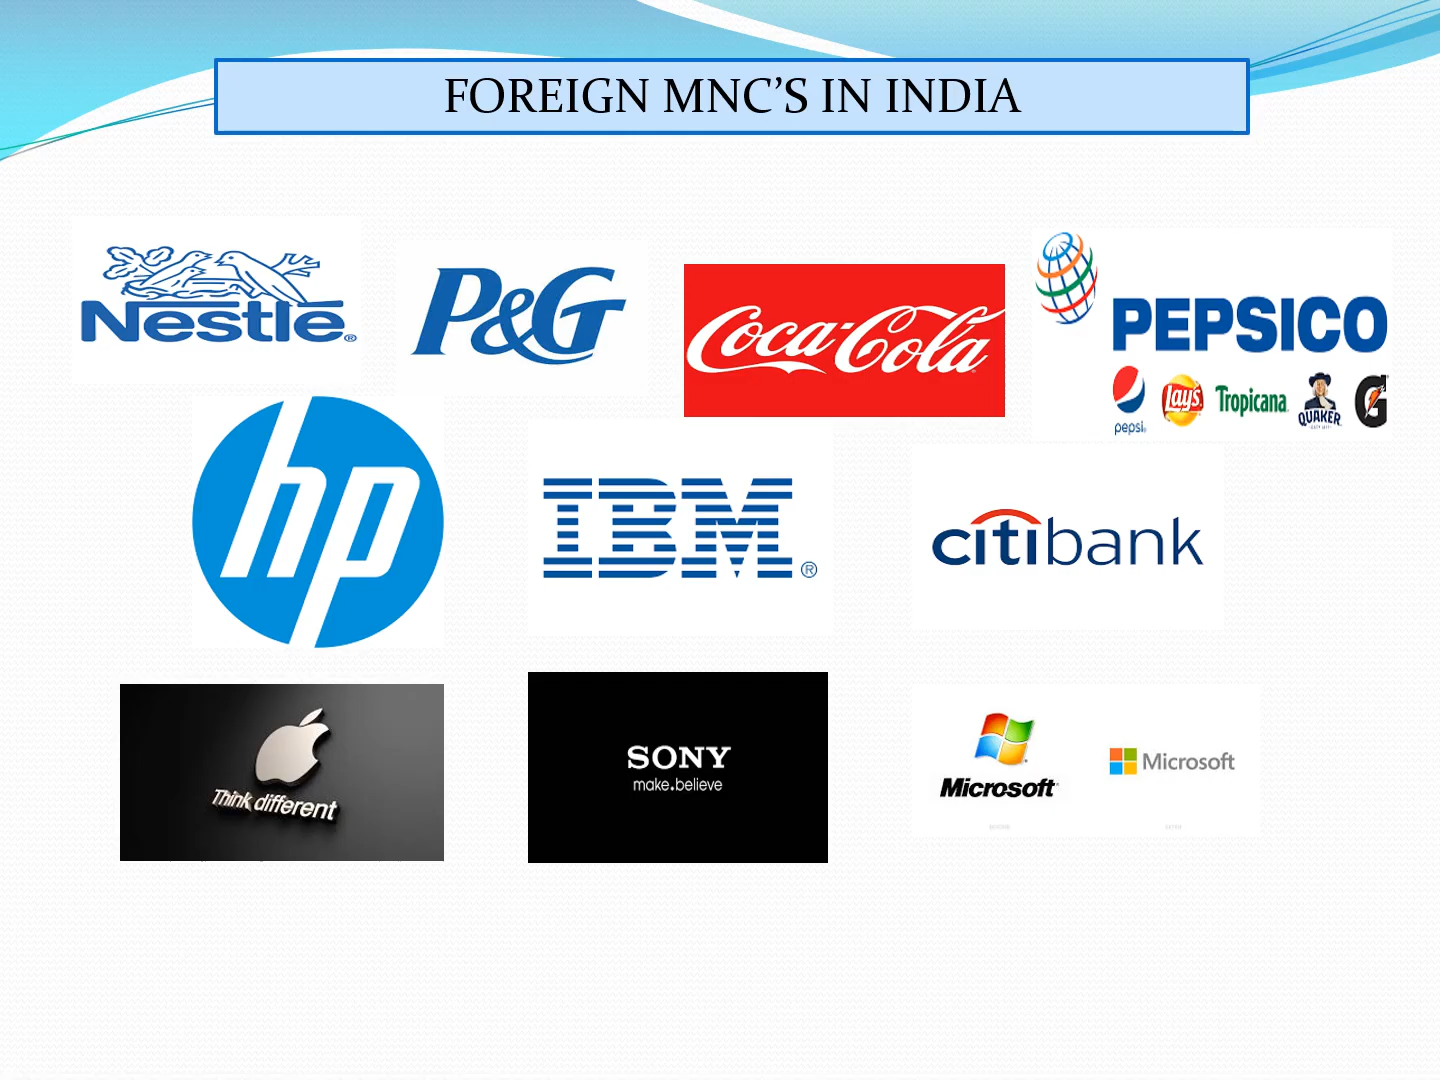 FOREIGN MNC’S IN INDIA
Nestlé®
P&G
Coca-Cola
PEPSICO
pepsi
Lay's
Tropicana
QUAKER
G
hp
IBM®
citibank
Think different
SONY
make.believe
Microsoft
Microsoft